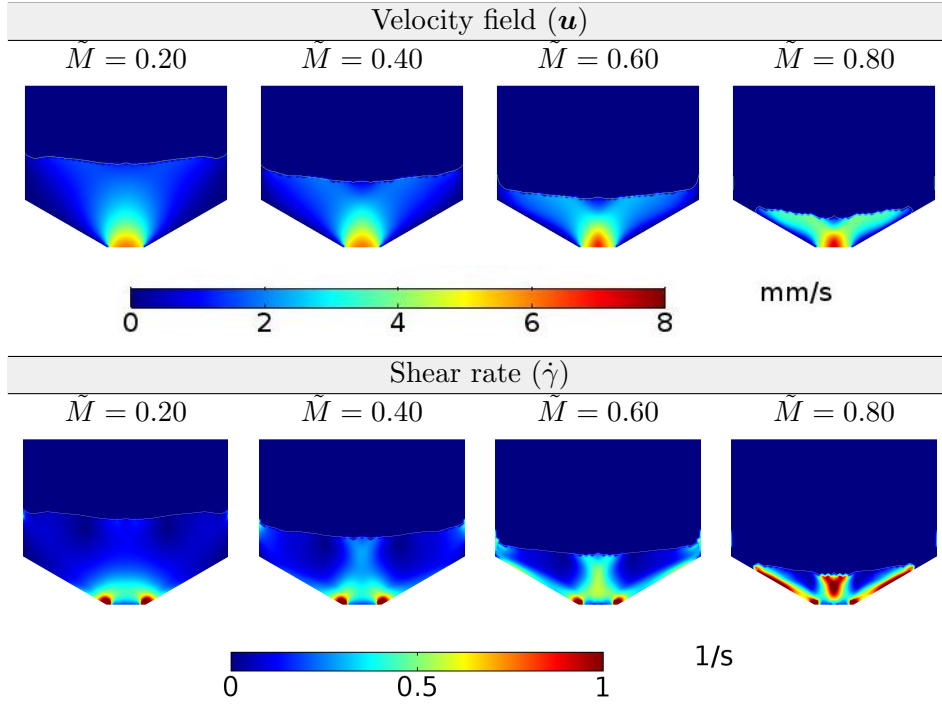 Velocity field (𝒖)
M̃ = 0.20 M̃ = 0.40 M̃ = 0.60 M̃ = 0.80
mm/s
0 2 4 6 8
Shear rate (γ̇)
M̃ = 0.20 M̃ = 0.40 M̃ = 0.60 M̃ = 0.80
1/s
0 0.5 1